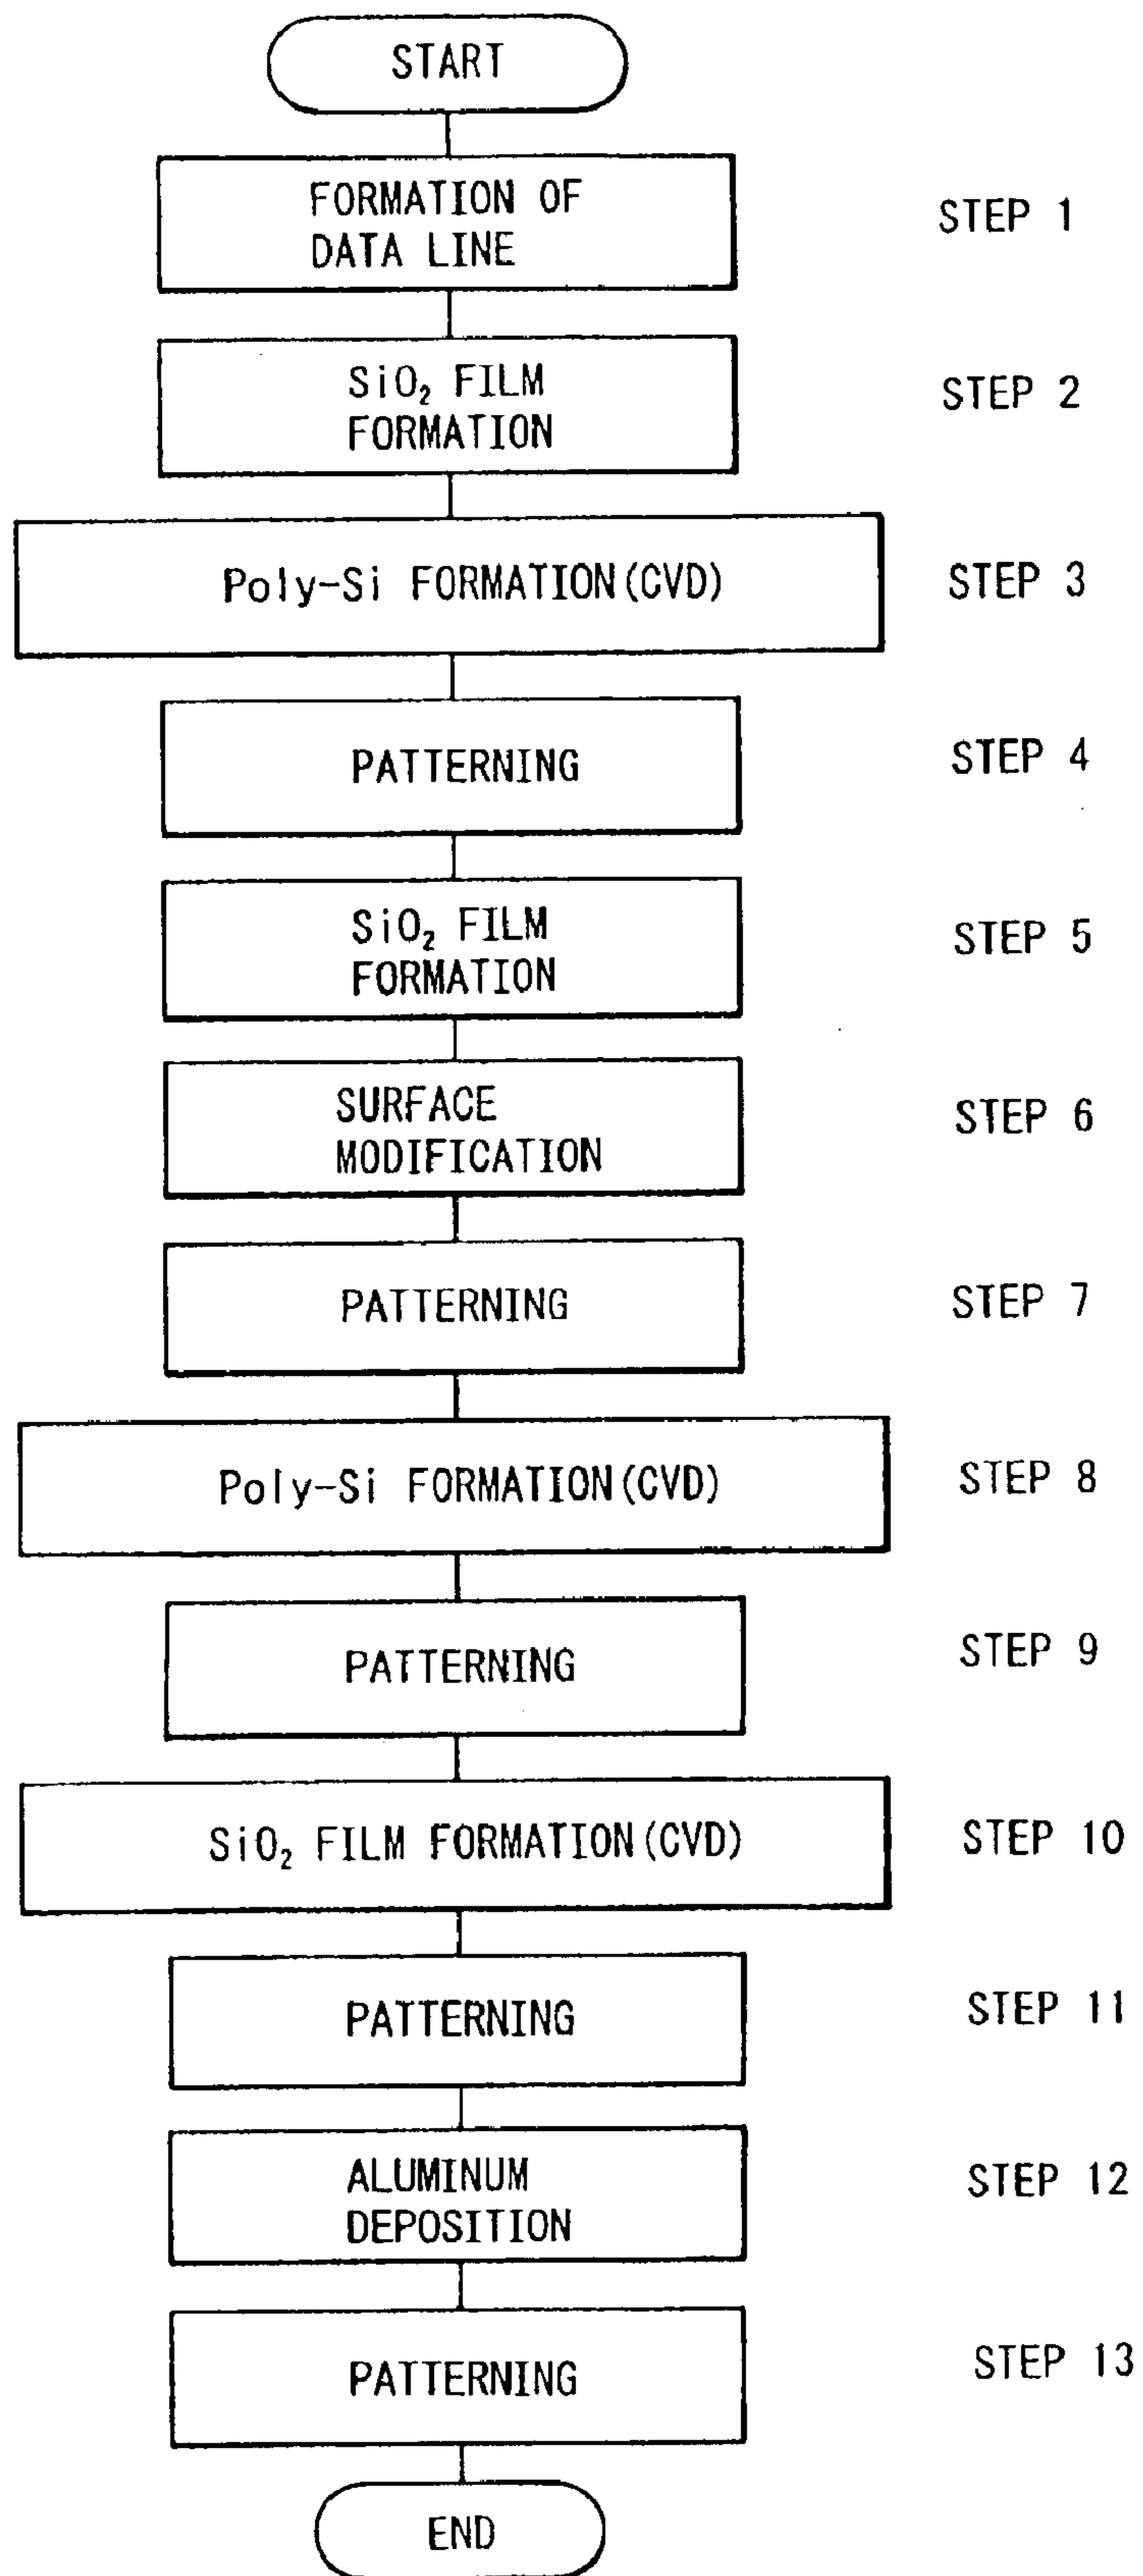 START
FORMATION OF
DATA LINE
STEP 1
SiO₂ FILM
FORMATION
STEP 2
Poly-Si FORMATION(CVD)
STEP 3
PATTERNING
STEP 4
SiO₂ FILM
FORMATION
STEP 5
SURFACE
MODIFICATION
STEP 6
PATTERNING
STEP 7
Poly-Si FORMATION(CVD)
STEP 8
PATTERNING
STEP 9
SiO₂ FILM FORMATION(CVD)
STEP 10
PATTERNING
STEP 11
ALUMINUM
DEPOSITION
STEP 12
PATTERNING
STEP 13
END